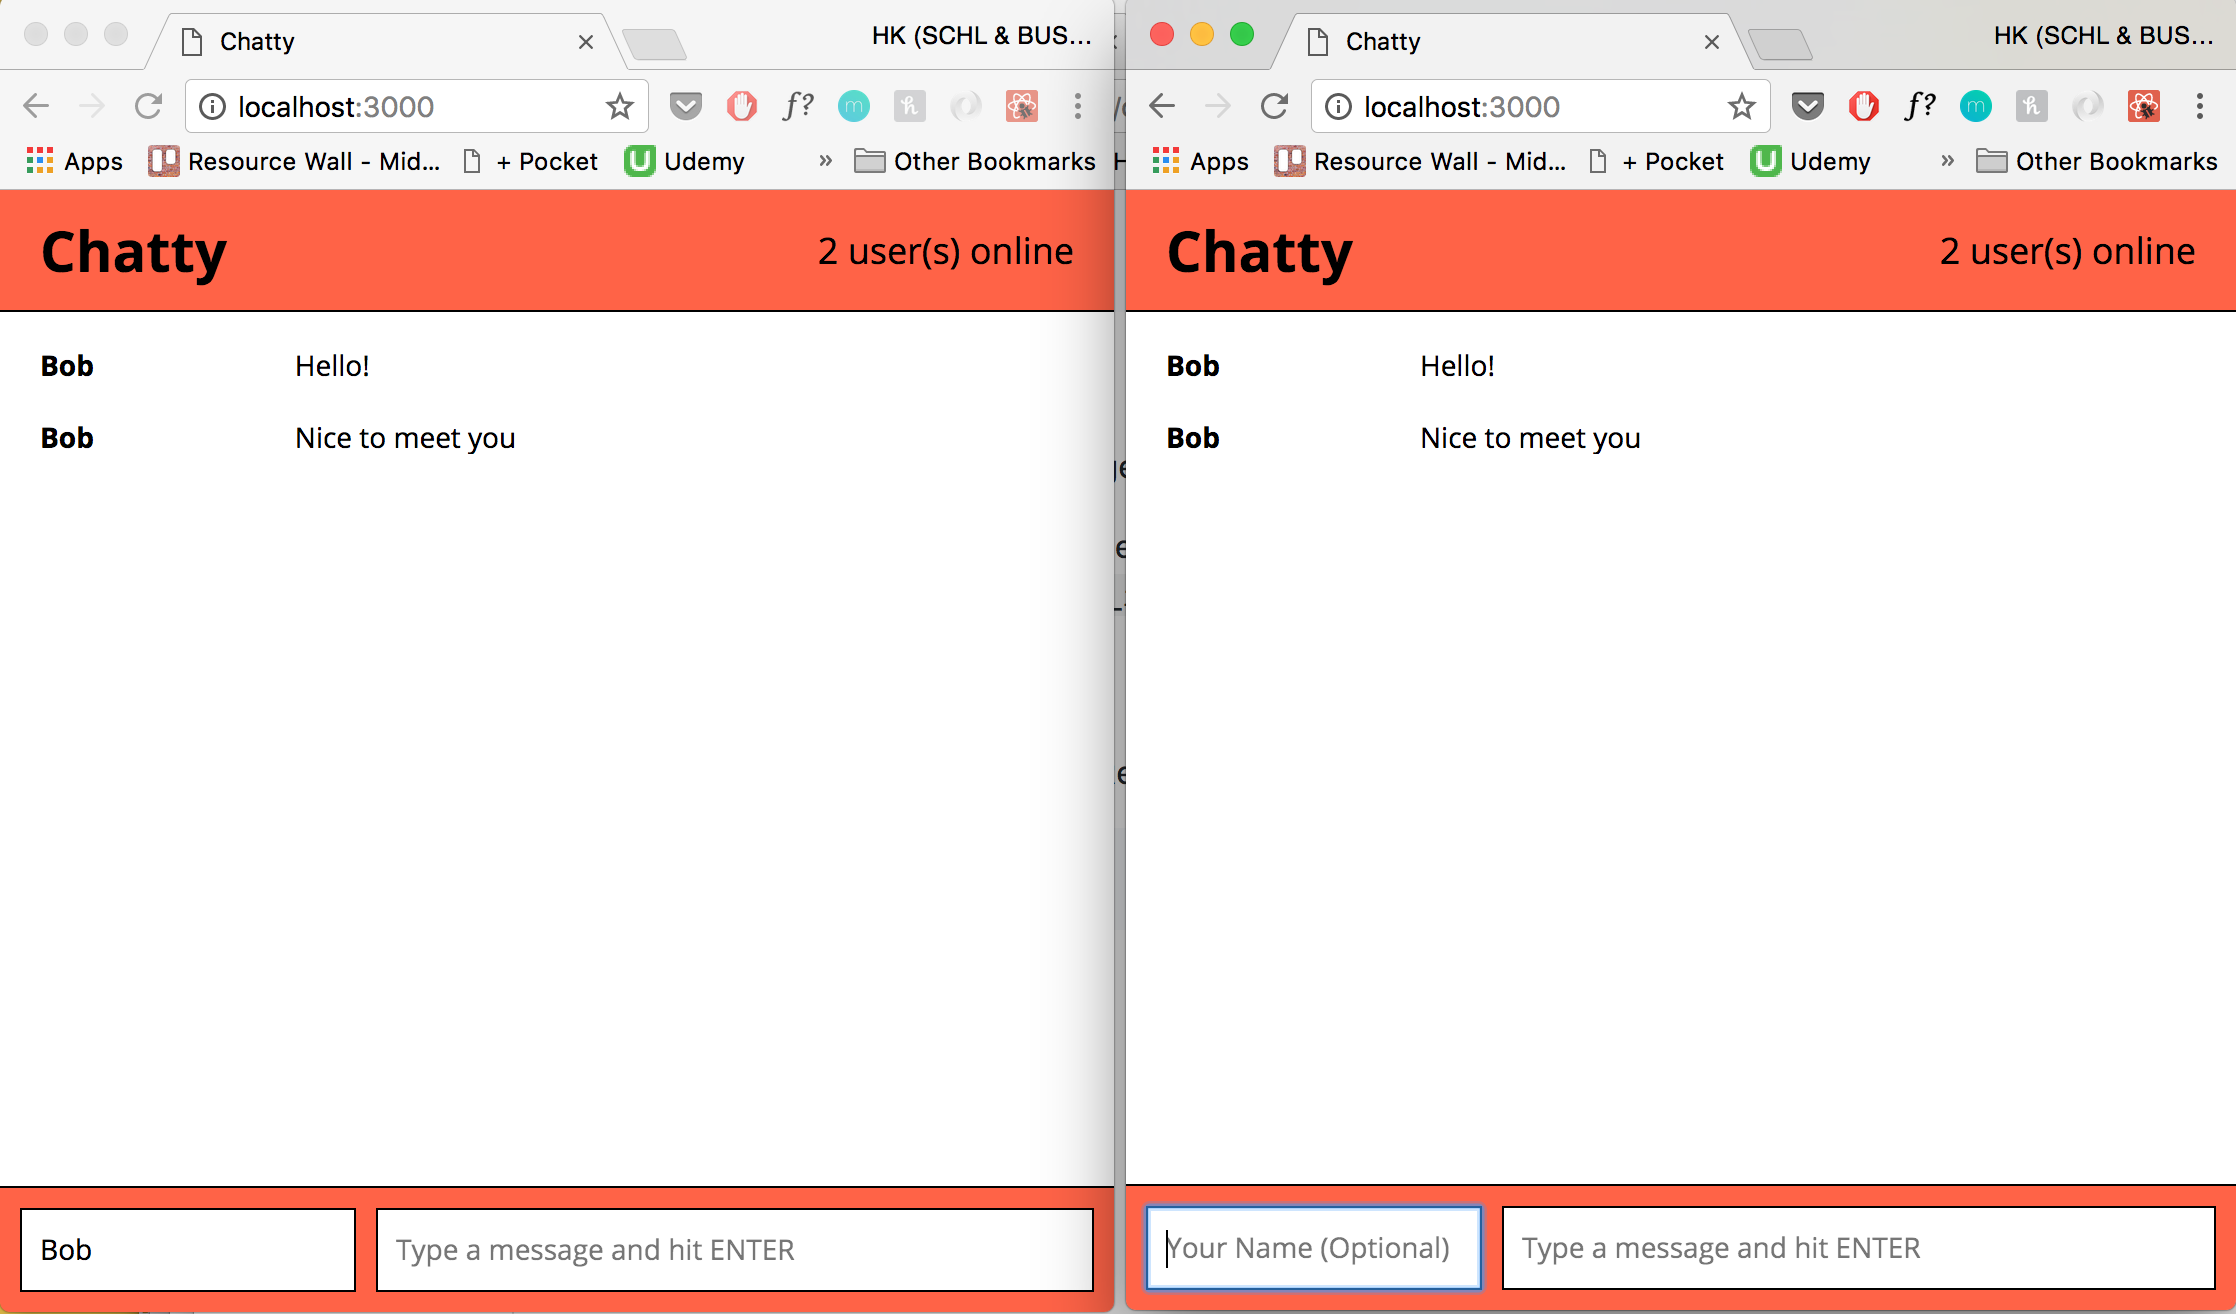 Chatty
HK (SCHL & BUS...
localhost:3000
f?
m
h
Apps
Resource Wall - Mid...
+ Pocket
U Udemy
»
Other Bookmarks
Chatty
2 user(s) online
Bob Hello!
Bob Nice to meet you
Bob
Type a message and hit ENTER
Chatty
HK (SCHL & BUS...
localhost:3000
f?
m
h
Apps
Resource Wall - Mid...
+ Pocket
U Udemy
»
Other Bookmarks
Chatty
2 user(s) online
Bob Hello!
Bob Nice to meet you
Your Name (Optional)
Type a message and hit ENTER